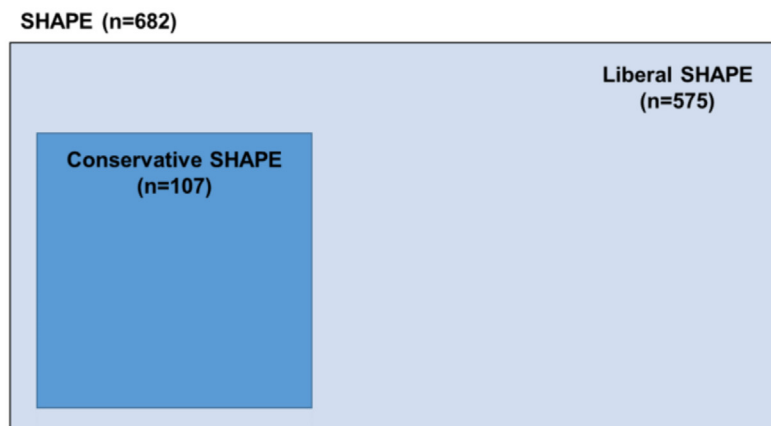 SHAPE (n=682)
Liberal SHAPE
(n=575)
Conservative SHAPE
(n=107)